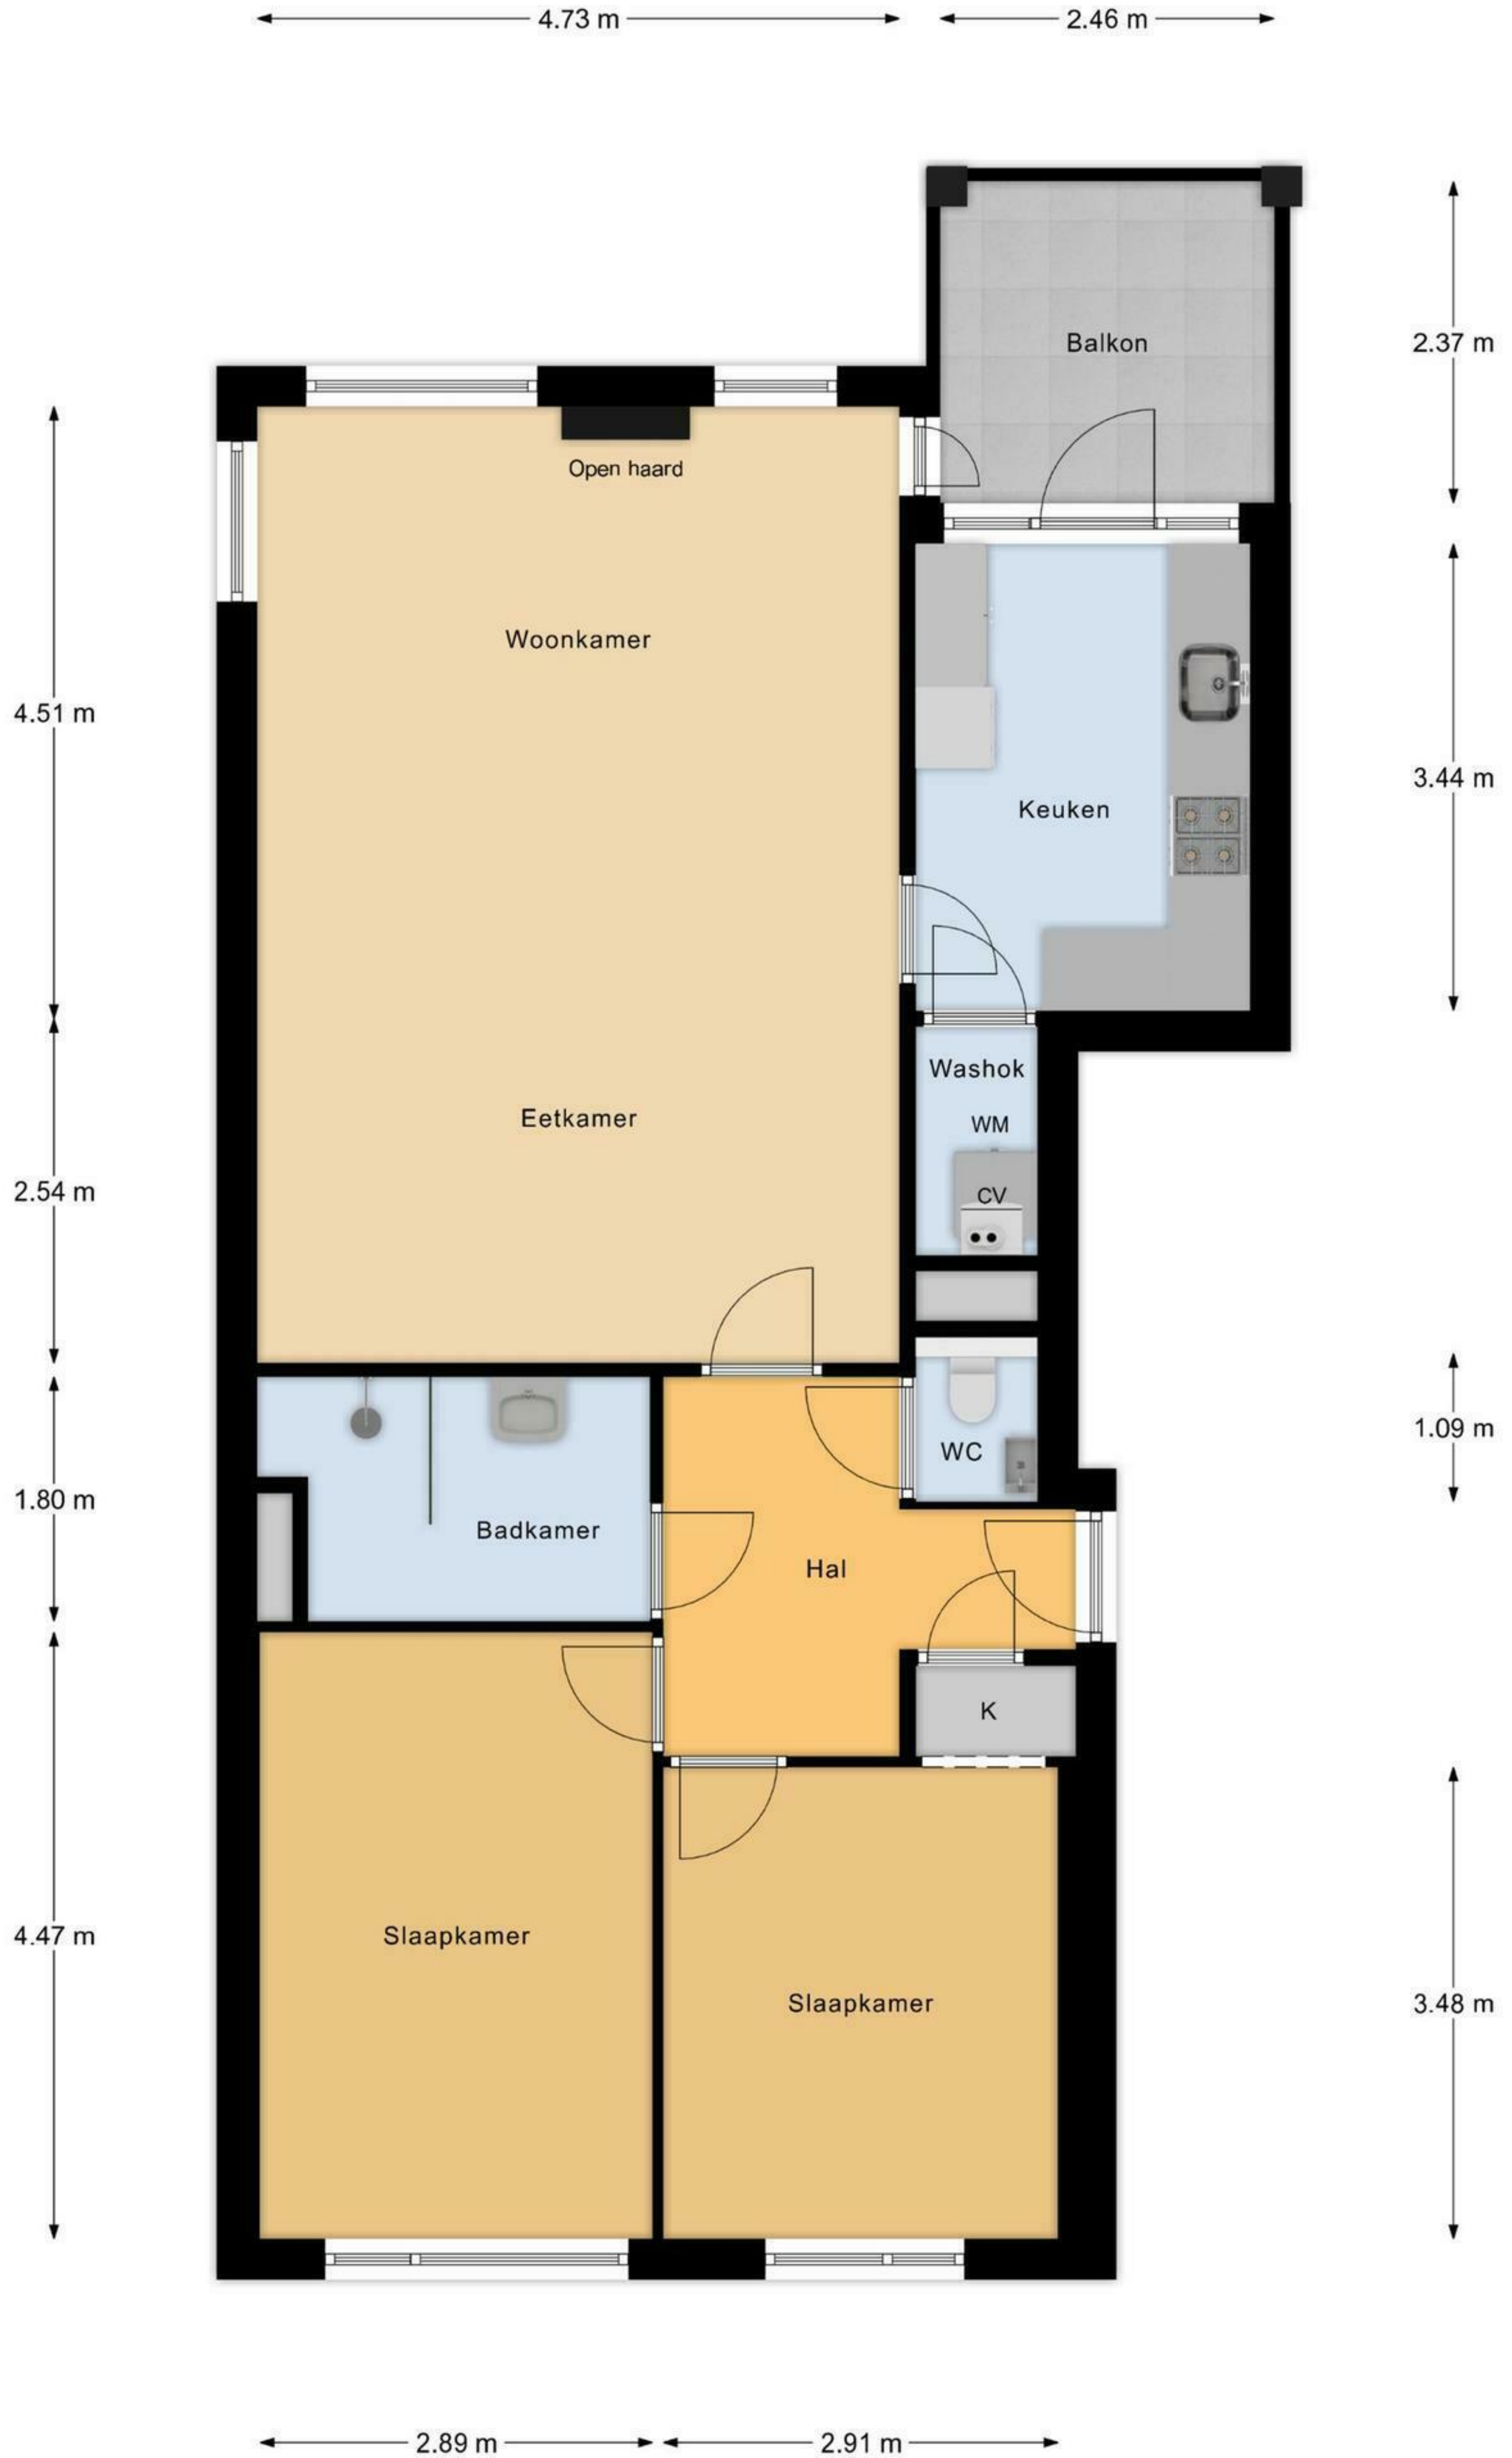 4.73 m
2.46 m
Balkon
2.37 m
Open haard
Woonkamer
4.51 m
3.44 m
Keuken
Washok
WM
Eetkamer
2.54 m
CV
1.09 m
WC
1.80 m
Badkamer
Hal
K
Slaapkamer
4.47 m
Slaapkamer
3.48 m
2.89 m
2.91 m